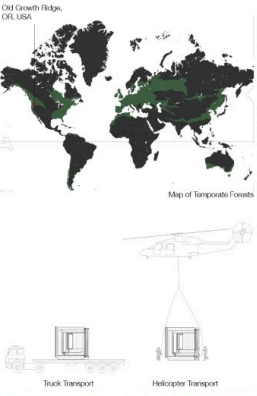 Old Growth Ridge,
OR, USA
Map of Temporate Forests
Truck Transport
Helicopter Transport